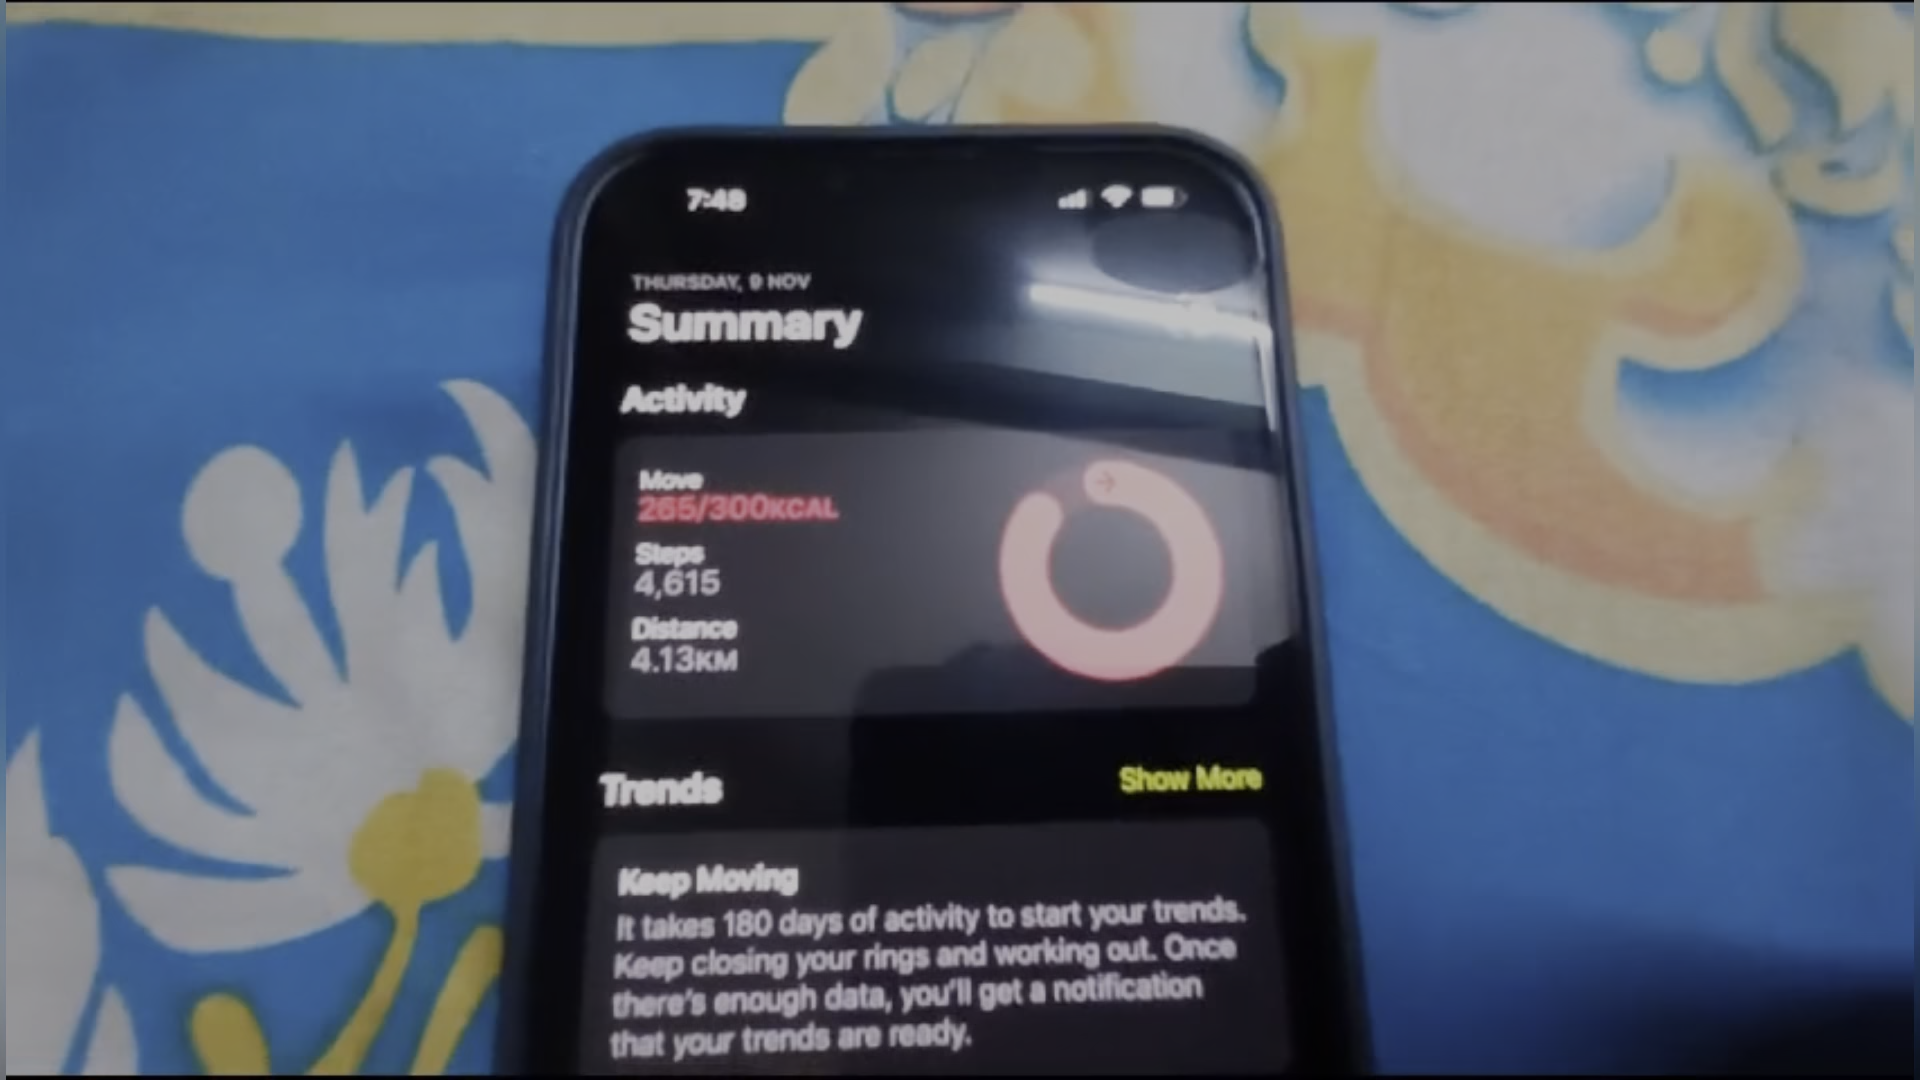 7:48
THURSDAY, 9 NOV
Summary
Activity
Move
265/300KCAL
Steps
4,615
Distance
4.13KM
Trends
Show More
Keep Moving
It takes 180 days of activity to start your trends.
Keep closing your rings and working out. Once
there's enough data, you'll get a notification
that your trends are ready.